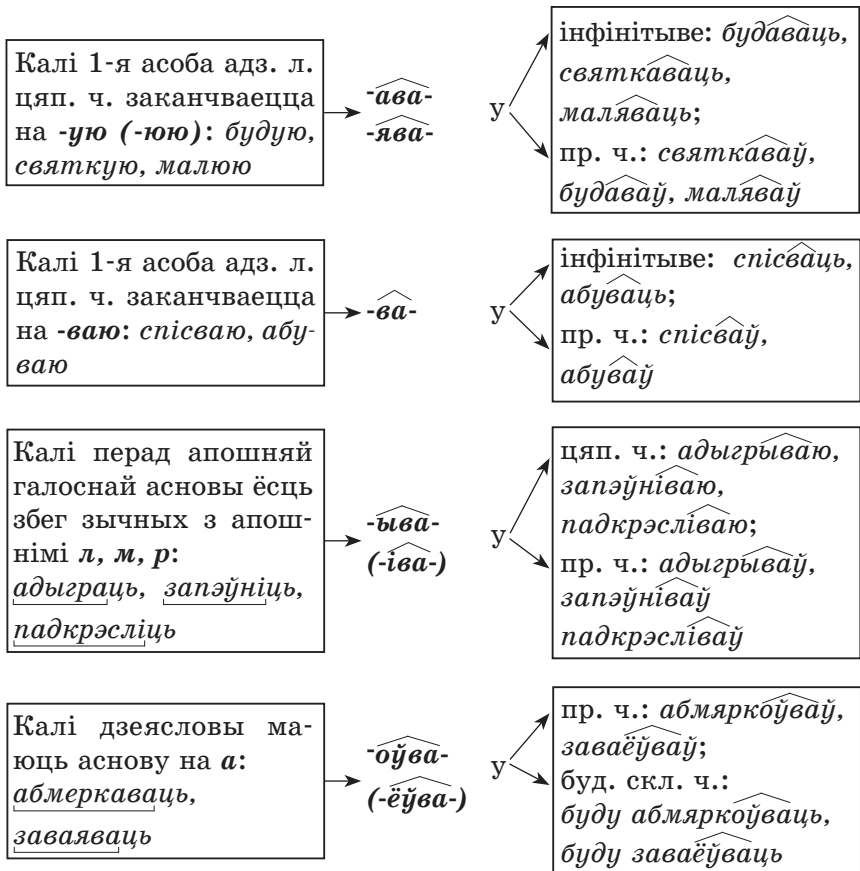 Калі 1-я асоба адз. л.
цяп. ч. заканчваецца
на -ую (-юю): будую,
святкую, малюю
-ава-
-ява-
у
інфінітыве: будаваць,
святкаваць,
маляваць;
пр. ч.: святкаваў,
будаваў, маляваў
Калі 1-я асоба адз. л.
цяп. ч. заканчваецца
на -ваю: спісваю, абу-
ваю
-ва-
у
інфінітыве: спісваць,
абуваць;
пр. ч.: спісваў,
абуваў
Калі перад апошняй
галоснай асновы ёсць
збег зычных з апош-
німі л, м, р:
адыграць, запэўніць,
падкрэсліць
-ыва-
(-іва-)
у
цяп. ч.: адыгрываю,
запэўніваю,
падкрэсліваю;
пр. ч.: адыгрываў,
запэўніваў
падкрэсліваў
Калі дзеясловы ма-
юць аснову на а:
абмеркаваць,
заваяваць
-оўва-
(-ёўва-)
у
пр. ч.: абмяркоўваў,
заваёўваў;
буд. скл. ч.:
буду абмяркоўваць,
буду заваёўваць